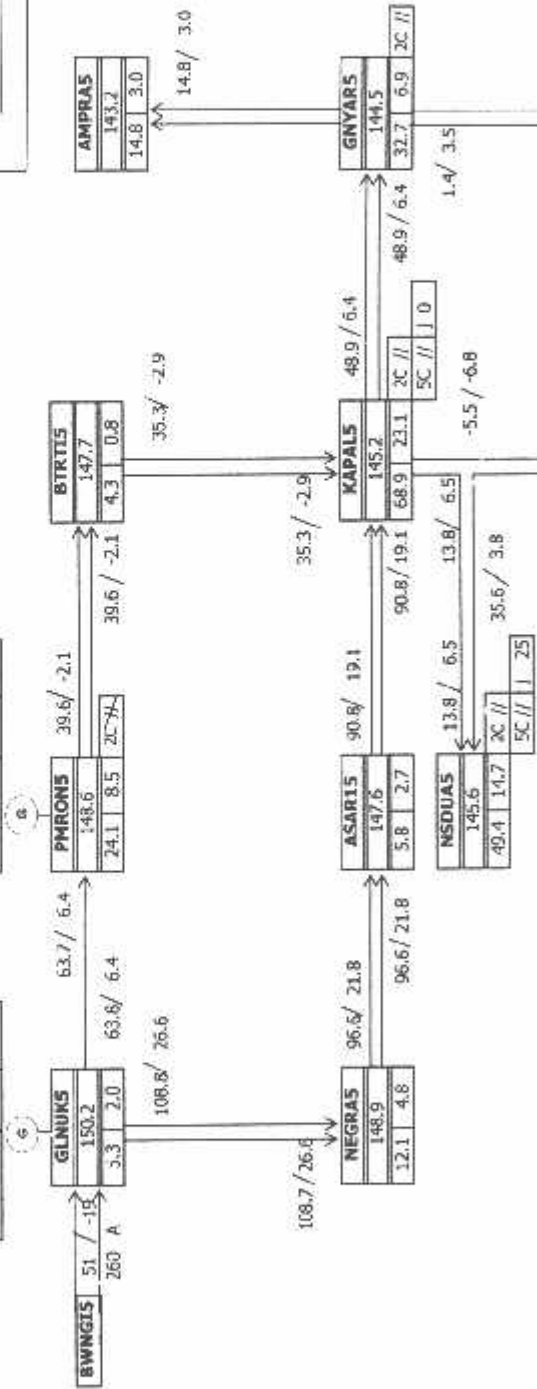 BWNGI5
51 / -19
260 A
G
GLNUK5
150.2
5.3 2.0
63.7/ 6.4
63.6/ 6.4
108.8/ 26.6
108.7/26.6
G
PMRON5
148.6
24.1 8.5 2C //
39.6/ -2.1
39.6/ -2.1
BTRTI5
147.7
4.3 0.8
35.3/ -2.9
35.3/ -2.9
AMPRA5
143.2
14.8 3.0
14.8/ 3.0
NEGRA5
148.9
12.1 4.8
96.6/ 21.8
96.6/ 21.8
ASAR15
147.6
5.8 2.7
90.8/ 19.1
90.8/ 19.1
KAPAL5
145.2
68.9 23.1 2C //
5C // J 0
48.9/ 6.4
48.9/ 6.4
GNYAR5
144.5
32.7 6.9 2C //
1.4/ 3.5
-5.5 / -6.8
13.8/ 6.5
13.8/ 6.5
35.6/ 3.8
NSDUA5
145.6
49.4 14.7 2C //
5C // J 25